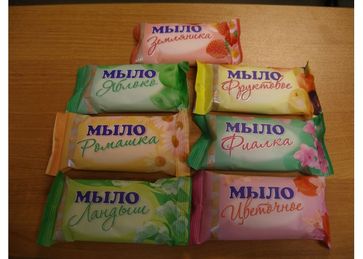 МЫЛО
Земляника
МЫЛО
Яблоко
МЫЛО
Фруктовое
МЫЛО
Ромашка
МЫЛО
Фиалка
МЫЛО
Ландыш
МЫЛО
Цветочное